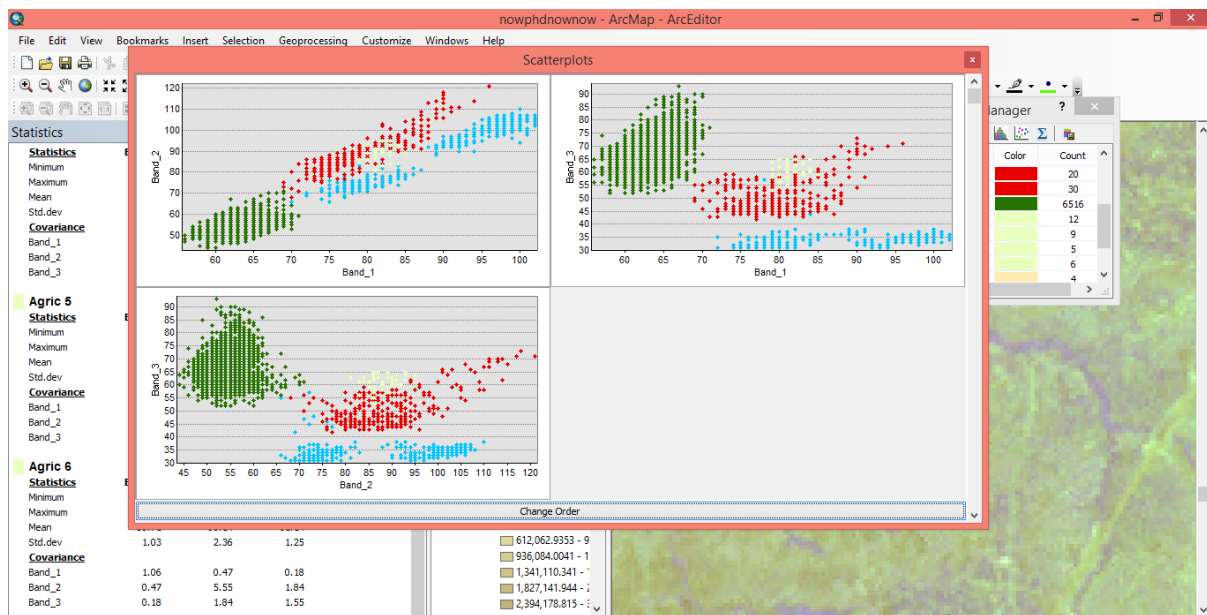 nowphdnownow - ArcMap - ArcEditor
File Edit View Bookmarks Insert Selection Geoprocessing Customize Windows Help
Scatterplots
Band_2
120
110
100
90
80
70
60
50
60 65 70 75 80 85 90 95 100
Band_1
Band_3
90
85
80
75
70
65
60
55
50
45
40
35
30
60 65 70 75 80 85 90 95 100
Band_1
Band_3
90
85
80
75
70
65
60
55
50
45
40
35
30
45 50 55 60 65 70 75 80 85 90 95 100 105 110 115 120
Band_2
Change Order
anager ?
Color Count
20
30
6516
12
9
5
6
4
Statistics
Statistics
Minimum
Maximum
Mean
Std.dev
Covariance
Band_1
Band_2
Band_3
Agric 5
Statistics
Minimum
Maximum
Mean
Std.dev
Covariance
Band_1
Band_2
Band_3
Agric 6
Statistics
Minimum
Maximum
Mean
Std.dev 1.03 2.36 1.25
Covariance
Band_1 1.06 0.47 0.18
Band_2 0.47 5.55 1.84
Band_3 0.18 1.84 1.55
612,062.9353 - 9
936,084.0041 - 1
1,341,110.341 -
1,827,141.944 - 2
2,394,178.815 - 3